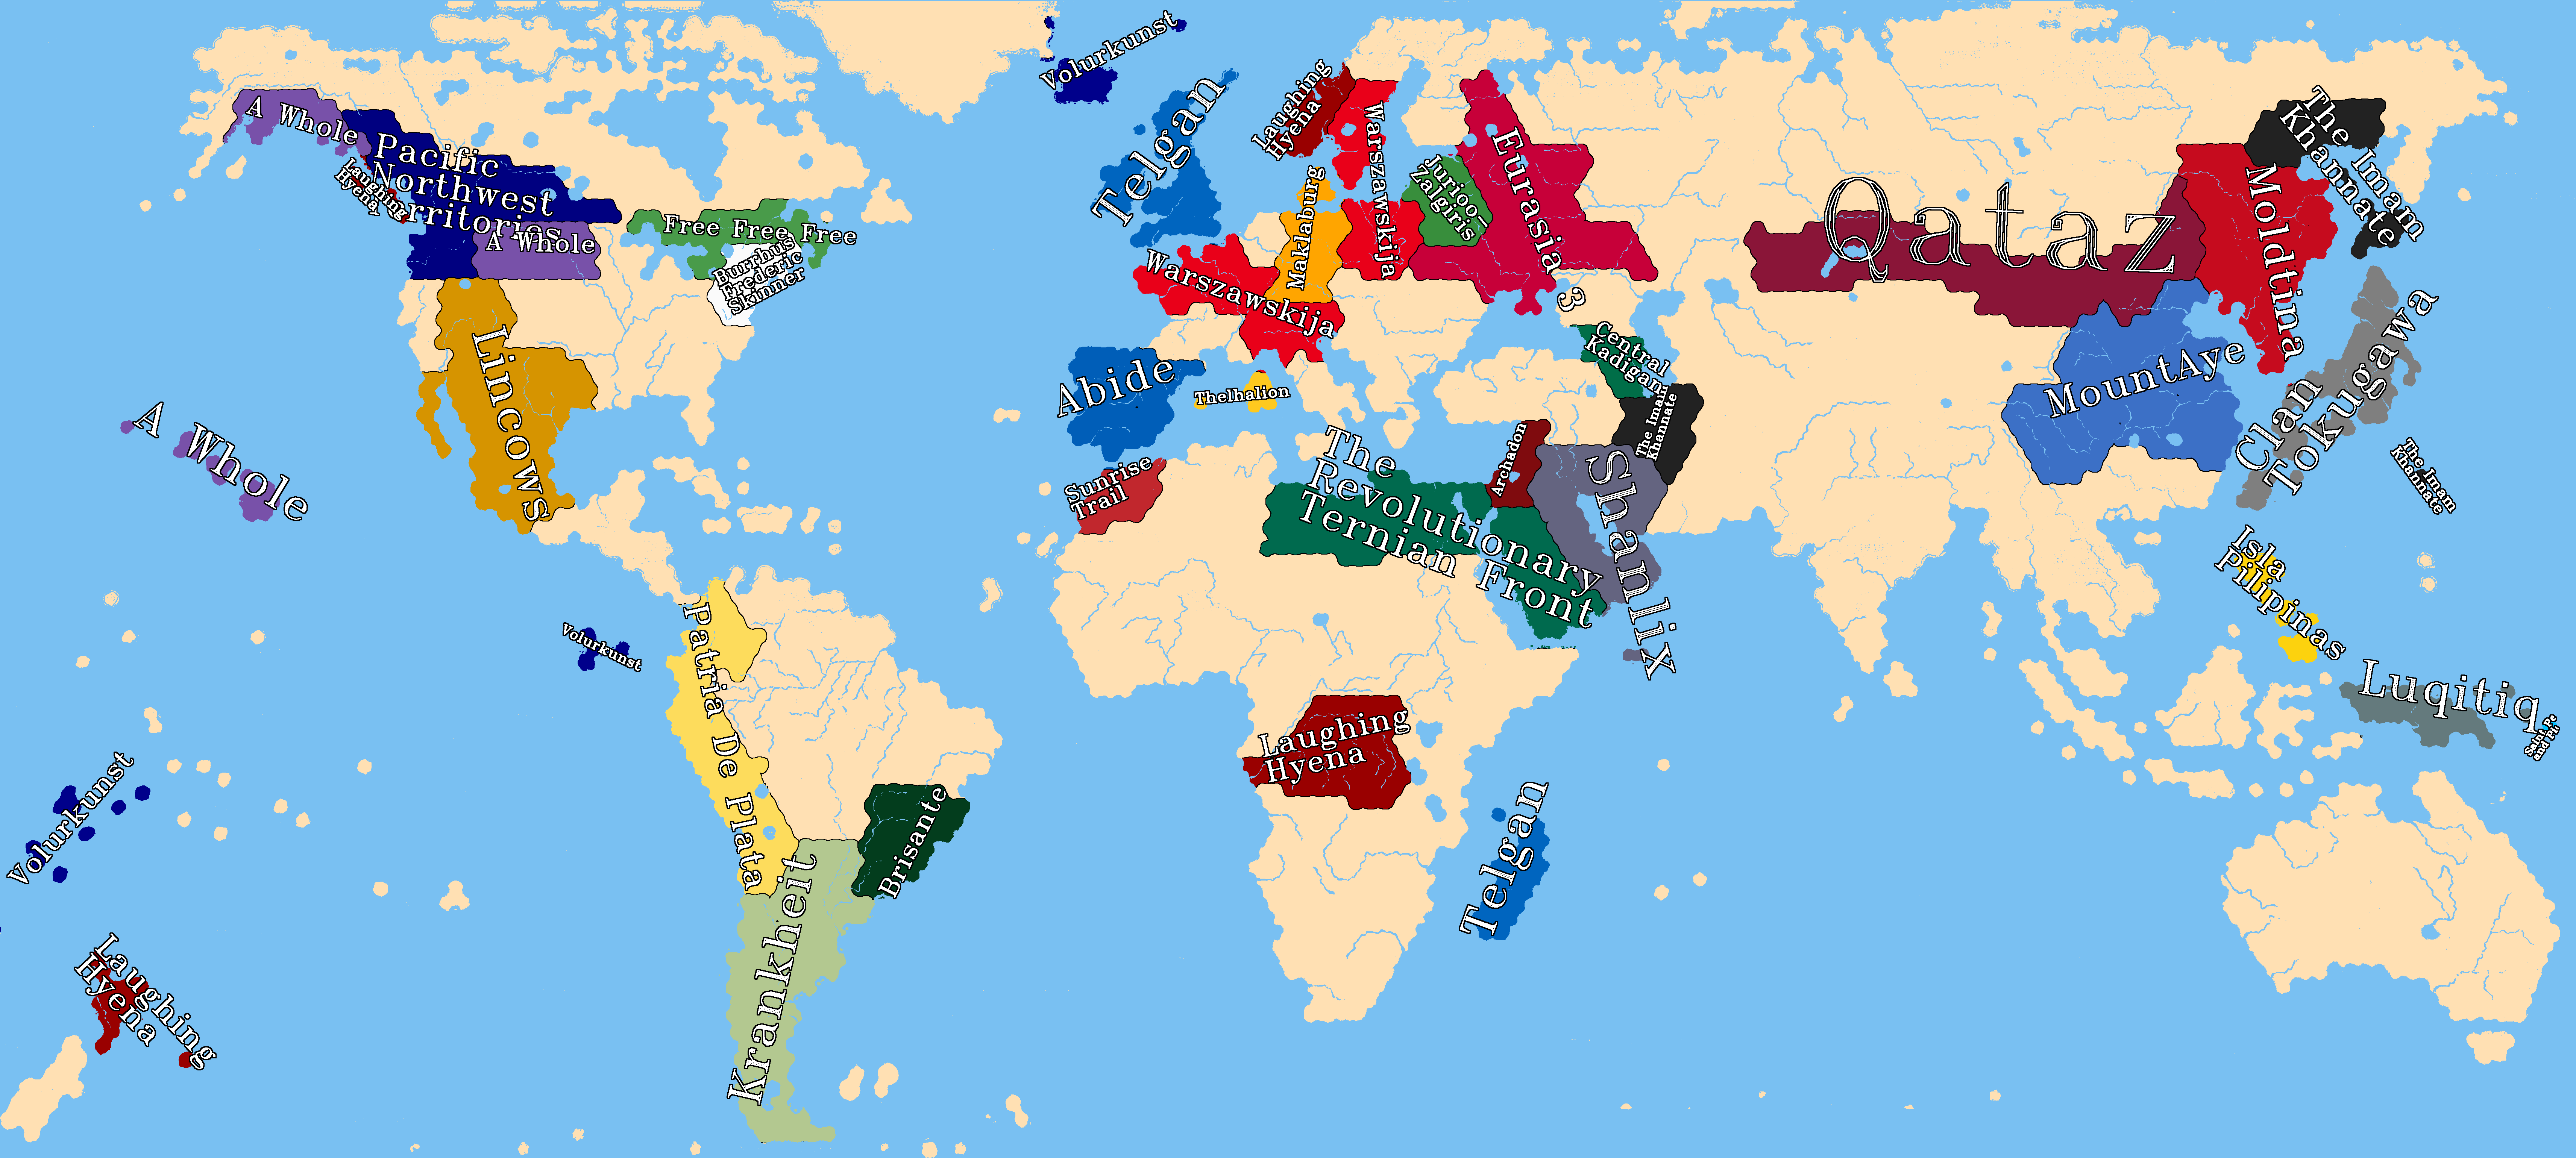 Volurkunst
A Whole
Pacific
Northwest
Territories
Laughing
Hyena
A Whole
Free Free Free
Burrhus
Frederic
Skinner
Lincows
A Whole
Volurkunst
Patria De Plata
Brisante
Krankheit
Volurkunst
Laughing
Hyena
Telgan
Laughing
Hyena
Warszawskija
Maklaburg
Warszawskija
Jurioo-
Zalgiris
Eurasia 3
Abide
Thelhalion
Sunrise
Trail
Central
Kadigani
The Imam
Khannate
Archadon
Shamlix
The
Revolutionary
Ternian Front
Laughing
Hyena
Telgan
Qataz
The Imam
Khannate
Moldtina
MountAye
Clan
Tokugawa
The Imam
Khannate
Isla
Pilipinas
Luqitiq